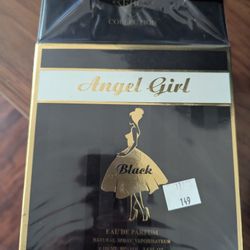 COLLECTION
Angel Girl
Black
149
EAU DE PARFUM
NATURAL SPRAY VAPORISATEUR